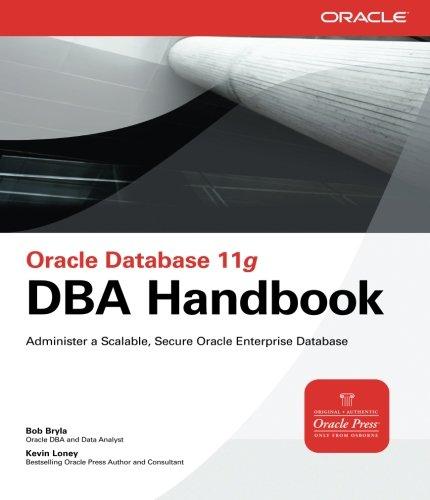 ORACLE
Oracle Database 11g
DBA Handbook
Administer a Scalable, Secure Oracle Enterprise Database
Bob Bryla
Oracle DBA and Data Analyst
Kevin Loney
Bestselling Oracle Press Author and Consultant
ORIGINAL • AUTHENTIC
Oracle Press
ONLY FROM OSBORNE